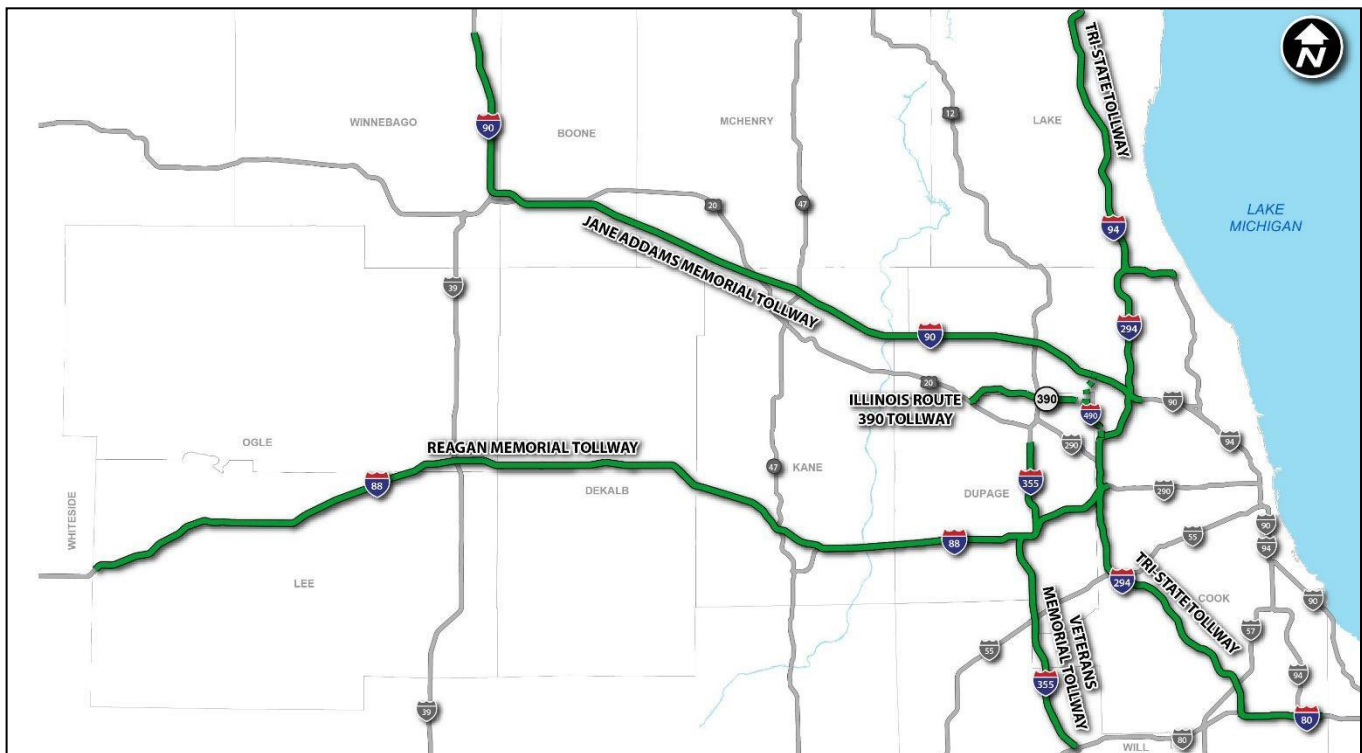 N
TRI-STATE TOLLWAY
12
LAKE
MCHENRY
WINNEBAGO
90
BOONE
20
47
LAKE
MICHIGAN
94
JANE ADDAMS MEMORIAL TOLLWAY
39
294
90
20
ILLINOIS ROUTE
390 TOLLWAY
390
490
90
94
290
OGLE
REAGAN MEMORIAL TOLLWAY
47
KANE
88
DEKALB
355
DUPAGE
290
WHITESIDE
90
55
88
94
LEE
294
TRI-STATE TOLLWAY
COOK
90
57
VETERANS
MEMORIAL TOLLWAY
55
94
355
39
80
80
WILL